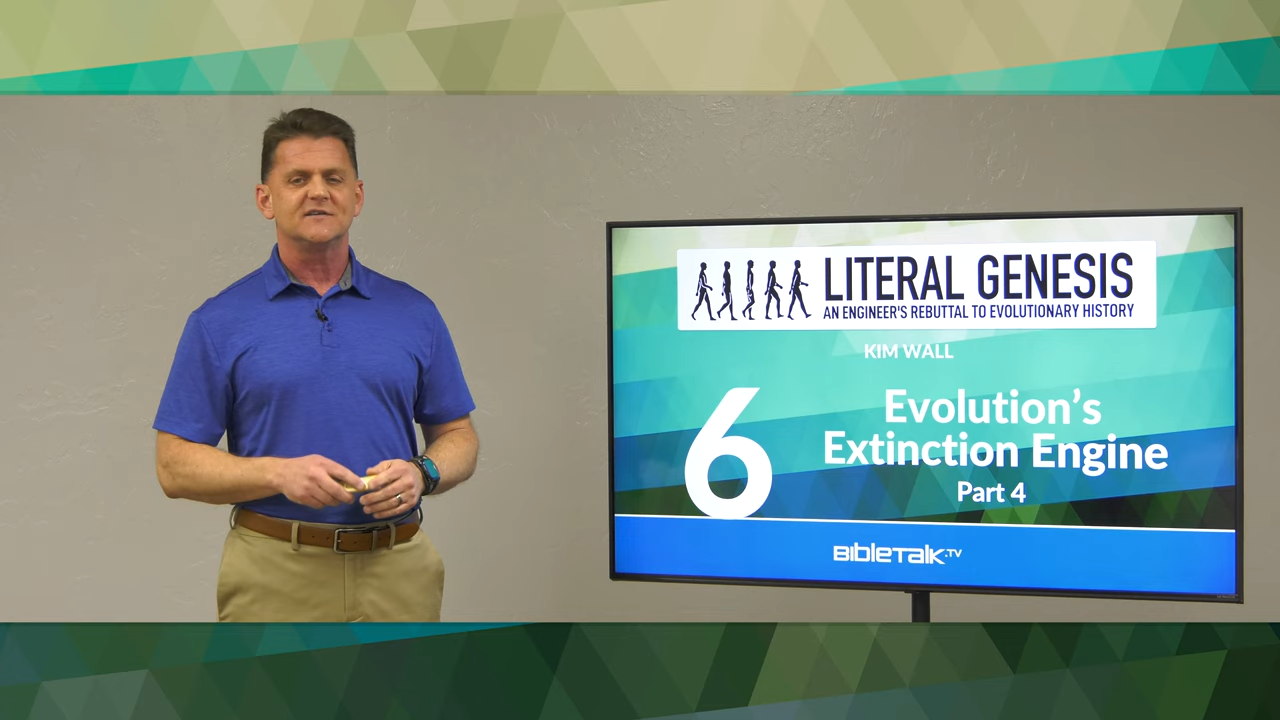 LITERAL GENESIS
AN ENGINEER'S REBUTTAL TO EVOLUTIONARY HISTORY
KIM WALL
6
Evolution's
Extinction Engine
Part 4
BIBLETALK.TV